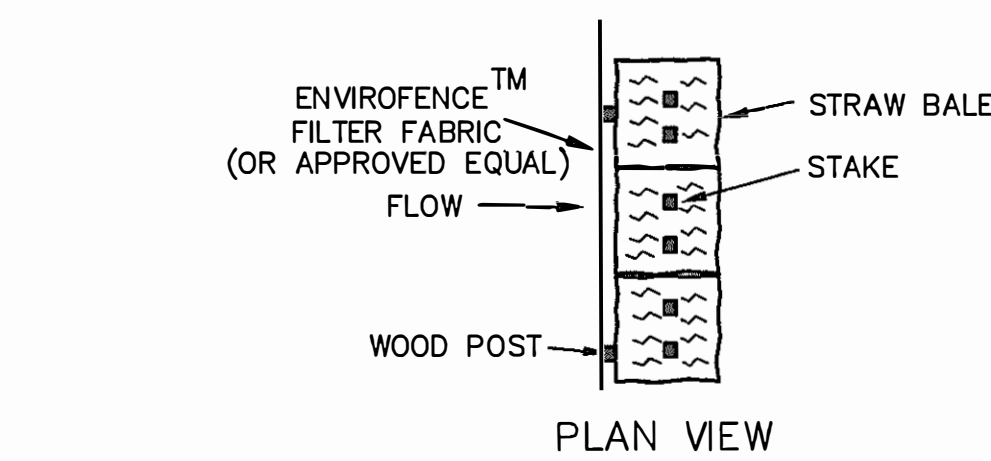 ENVIROFENCE™
FILTER FABRIC
(OR APPROVED EQUAL)
FLOW
WOOD POST
STRAW BALE
STAKE
PLAN VIEW